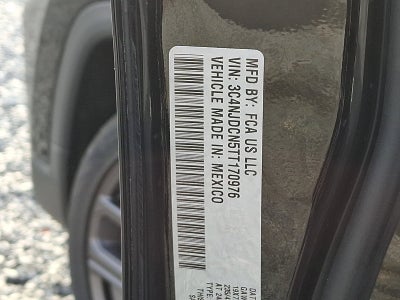 MFD BY: FCA US LLC
VIN: 3C4NJDCN5TT170976
VEHICLE MADE IN: MEXICO